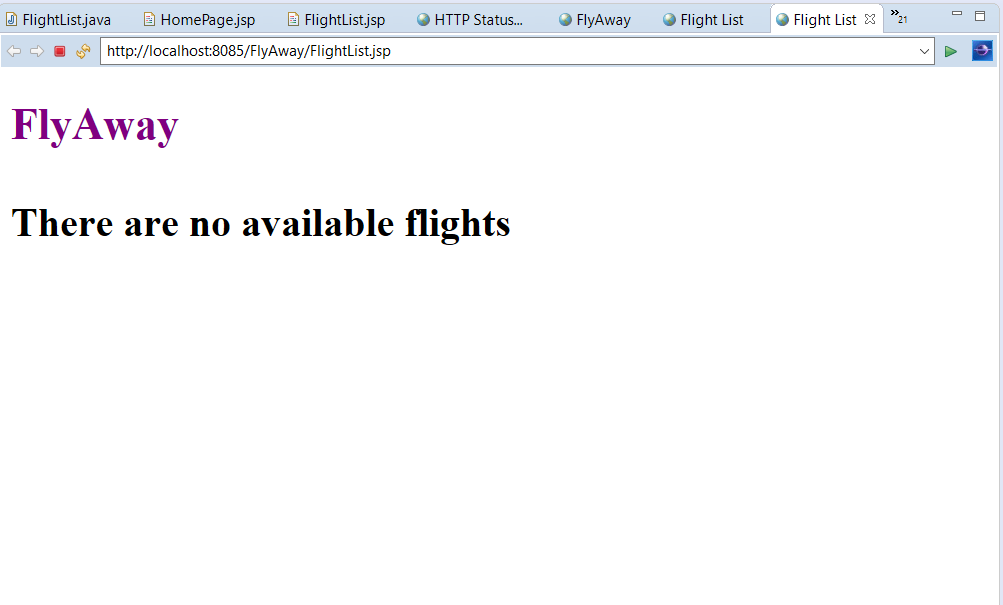 FlightList.java HomePage.jsp FlightList.jsp HTTP Status... FlyAway Flight List Flight List »21
http://localhost:8085/FlyAway/FlightList.jsp
FlyAway
There are no available flights